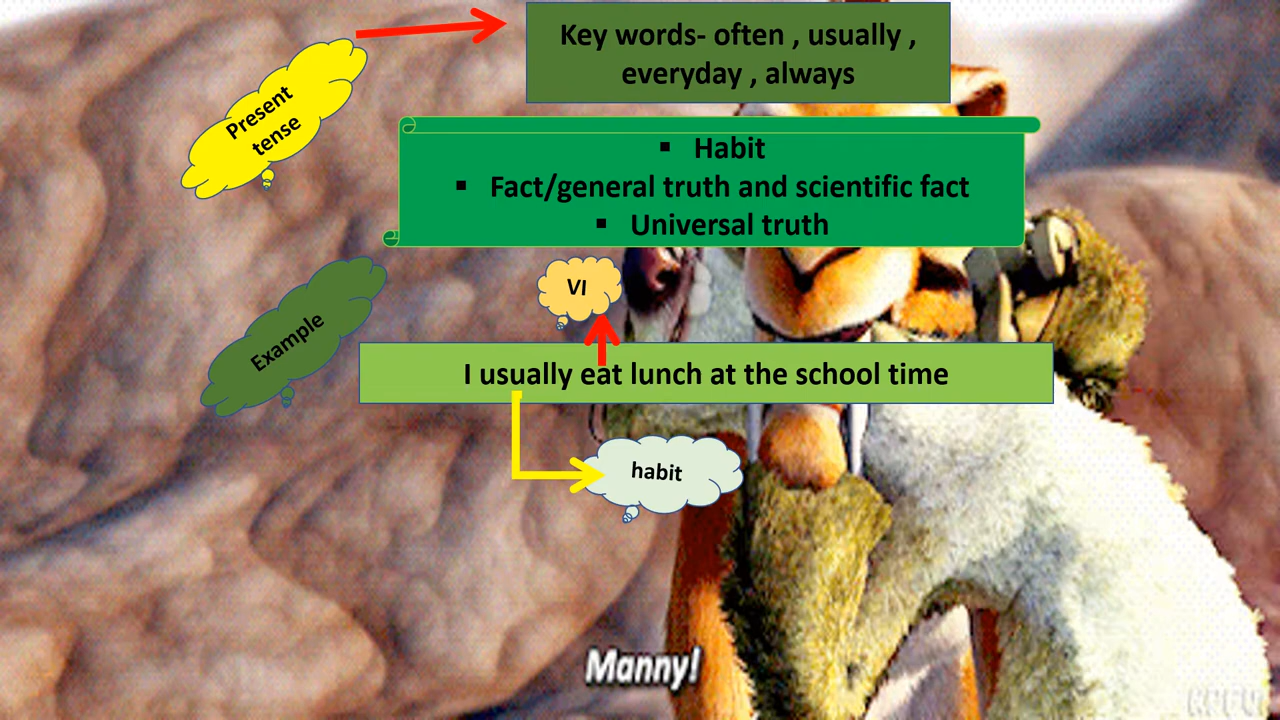 Key words- often , usually ,
everyday , always
Present
tense
▪ Habit
▪ Fact/general truth and scientific fact
▪ Universal truth
VI
Example
I usually eat lunch at the school time
habit
Manny!